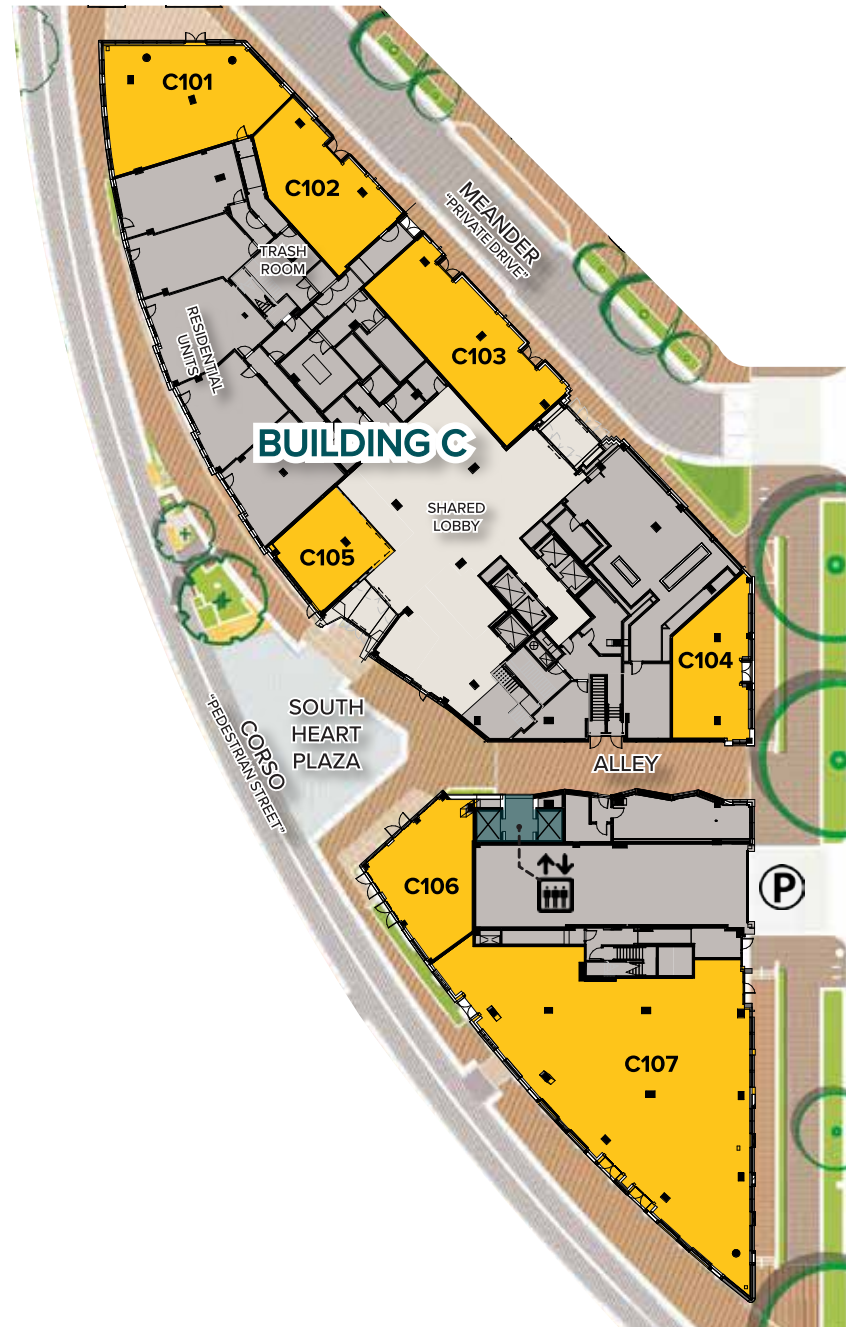 C101
C102
MEANDER
"PRIVATE DRIVE"
TRASH
ROOM
RESIDENTIAL
UNITS
C103
BUILDING C
SHARED
LOBBY
C105
C104
SOUTH
HEART
PLAZA
CORSO
"PEDESTRIAN STREET"
ALLEY
C106
P
C107